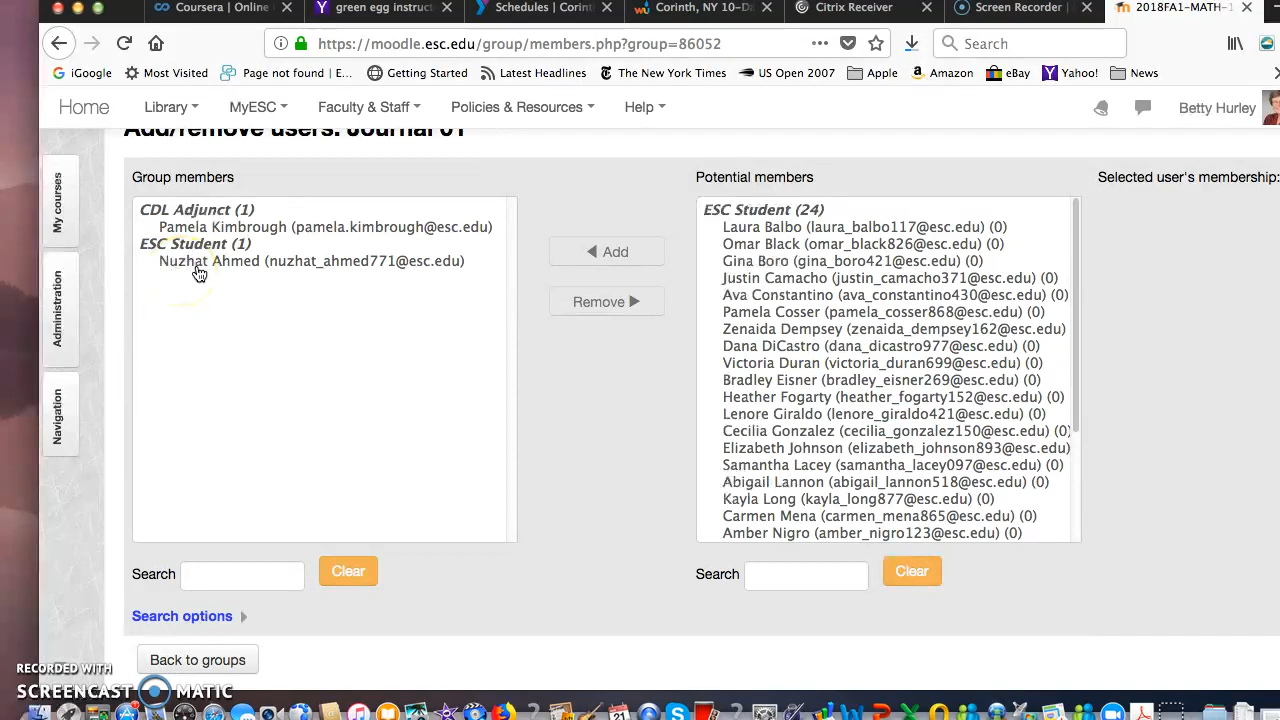 Coursera | Online
green egg instruct
Schedules | Corint
Corinth, NY 10-Da
Citrix Receiver
Screen Recorder |
2018FA1-MATH-1
https://moodle.esc.edu/group/members.php?group=86052
Search
iGoogle
Most Visited
Page not found | E...
Getting Started
Latest Headlines
The New York Times
US Open 2007
Apple
Amazon
eBay
Yahoo!
News
Home
Library
MyESC
Faculty & Staff
Policies & Resources
Help
Betty Hurley
Add/remove users: Journal 01
My courses
Administration
Navigation
Group members
CDL Adjunct (1)
Pamela Kimbrough (pamela.kimbrough@esc.edu)
ESC Student (1)
Nuzhat Ahmed (nuzhat_ahmed771@esc.edu)
Add
Remove
Potential members
ESC Student (24)
Laura Balbo (laura_balbo117@esc.edu) (0)
Omar Black (omar_black826@esc.edu) (0)
Gina Boro (gina_boro421@esc.edu) (0)
Justin Camacho (justin_camacho371@esc.edu) (0)
Ava Constantino (ava_constantino430@esc.edu) (0)
Pamela Cosser (pamela_cosser868@esc.edu) (0)
Zenaida Dempsey (zenaida_dempsey162@esc.edu)
Dana DiCastro (dana_dicastro977@esc.edu) (0)
Victoria Duran (victoria_duran699@esc.edu) (0)
Bradley Eisner (bradley_eisner269@esc.edu) (0)
Heather Fogarty (heather_fogarty152@esc.edu) (0)
Lenore Giraldo (lenore_giraldo421@esc.edu) (0)
Cecilia Gonzalez (cecilia_gonzalez150@esc.edu) (0)
Elizabeth Johnson (elizabeth_johnson893@esc.edu)
Samantha Lacey (samantha_lacey097@esc.edu) (0)
Abigail Lannon (abigail_lannon518@esc.edu) (0)
Kayla Long (kayla_long877@esc.edu) (0)
Carmen Mena (carmen_mena865@esc.edu) (0)
Amber Nigro (amber_nigro123@esc.edu) (0)
Selected user's membership:
Search
Clear
Search
Clear
Search options
Back to groups
RECORDED WITH
SCREENCAST MATIC